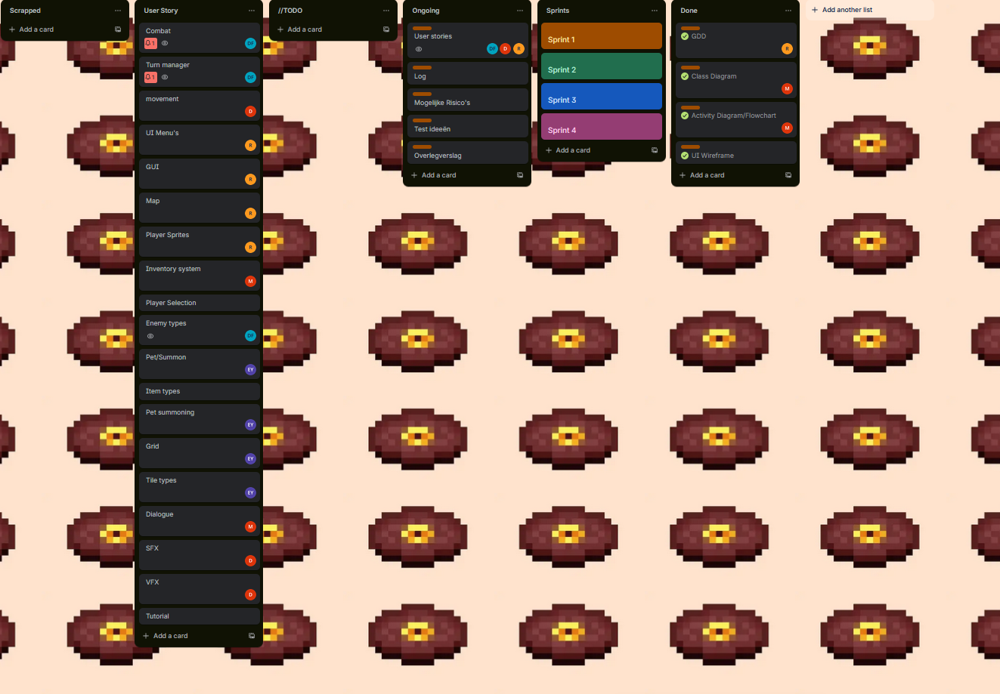 Scrapped
Add a card
User Story
Combat
1
DF
Turn manager
1
DF
movement
D
UI Menu's
R
GUI
R
Map
R
Player Sprites
R
Inventory system
M
Player Selection
Enemy types
DF
Pet/Summon
EY
Item types
Pet summoning
EY
Grid
EY
Tile types
EY
Dialogue
M
SFX
D
VFX
D
Tutorial
Add a card
//TODO
Add a card
Ongoing
User stories
DF D R
Log
Mogelijke Risico's
Test ideeën
Overlegverslag
Add a card
Sprints
Sprint 1
Sprint 2
Sprint 3
Sprint 4
Add a card
Done
GDD
R
Class Diagram
M
Activity Diagram/Flowchart
M
UI Wireframe
Add a card
Add another list